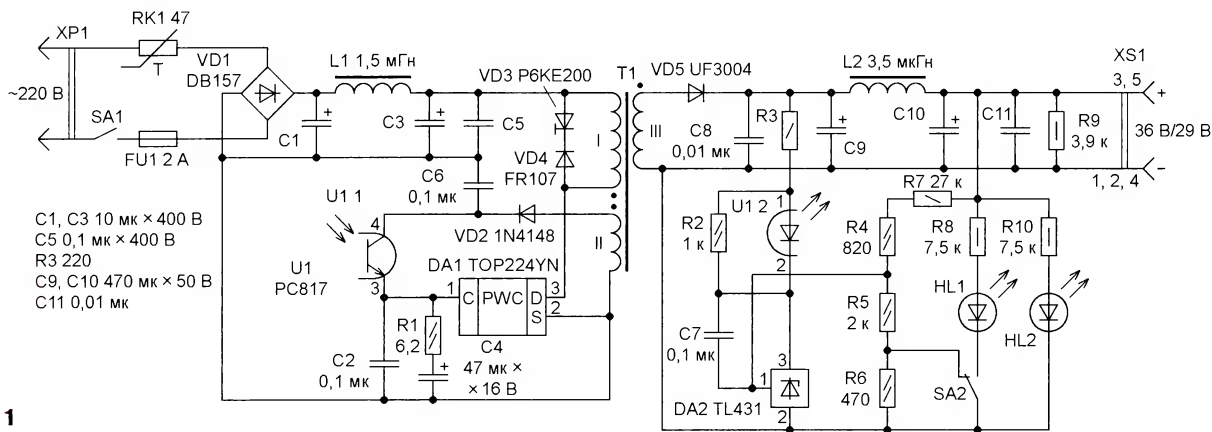 XP1
RK1 47
T
VD1
DB157
~220 В
SA1
FU1 2 А
L1 1,5 мГн
VD3 P6KE200
T1
VD5 UF3004
L2 3,5 мкГн
XS1
3, 5
+
36 В/29 В
−
1, 2, 4
C1
+
C3
+
C5
C6
0,1 мк
VD4
FR107
I
II
III
C8
0,01 мк
R3
+
C9
C10
+
C11
R9
3,9 к
U1 1
4
3
U1
PC817
VD2 1N4148
DA1 TOP224YN
1
C
PWC
D
S
3
2
R1
6,2
C2
0,1 мк
+
C4
47 мк ×
× 16 В
R2
1 к
U1 2
1
2
C7
0,1 мк
R7 27 к
R4
820
R5
2 к
R6
470
R8
7,5 к
R10
7,5 к
HL1
HL2
SA2
3
1
2
DA2 TL431
C1, C3 10 мк × 400 В
C5 0,1 мк × 400 В
R3 220
C9, C10 470 мк × 50 В
C11 0,01 мк
1